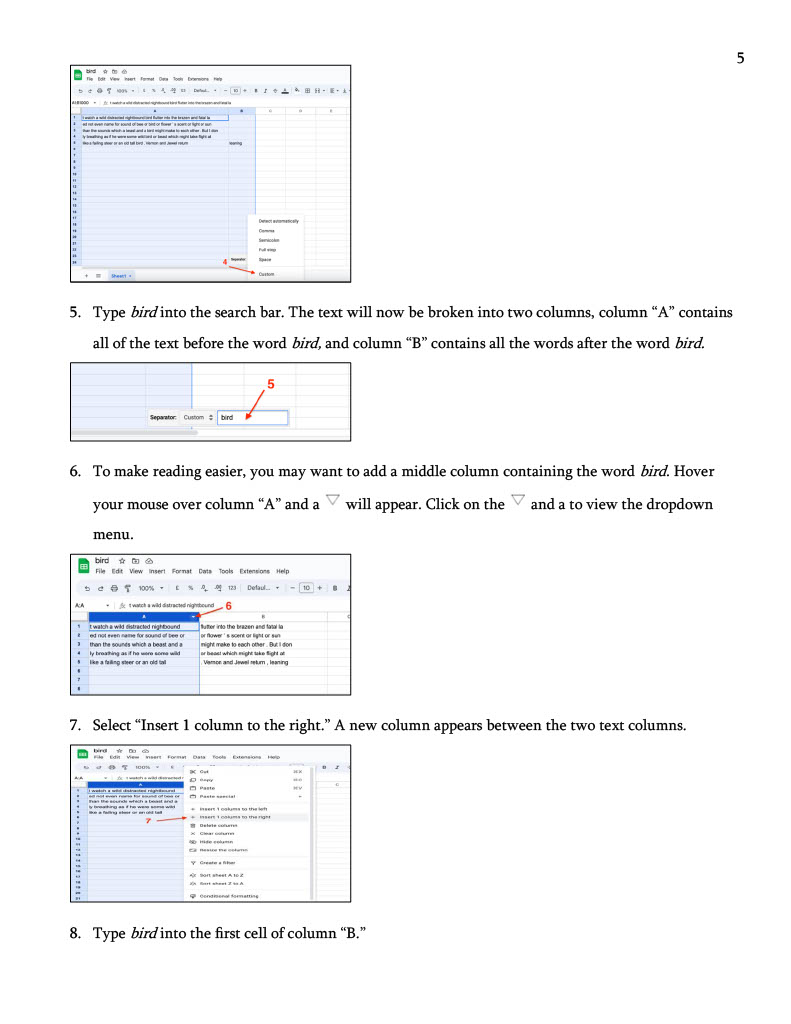 5
bird
File Edit View Insert Format Data Tools Extensions Help
100%
Defaul...
10
B I
A1:B1000
fx t watch a wild distracted nightbound bird flutter into the brazen and fatal la
A B C D E
1 t watch a wild distracted nightbound bird flutter into the brazen and fatal la
2 ed not even name for sound of bee or bird or flower ' s scent or light or sun
3 than the sounds which a beast and a bird might make to each other . But I don
4 ly breathing as if he were some wild bird or beast which might take flight at
5 like a failing steer or an old tall bird . Vernon and Jewel return , leaning
Detect automatically
Comma
Semicolon
Full stop
Separator: Space
4
Custom
+ Sheet1
5. Type bird into the search bar. The text will now be broken into two columns, column “A” contains
all of the text before the word bird, and column “B” contains all the words after the word bird.
5
Separator: Custom bird
6. To make reading easier, you may want to add a middle column containing the word bird. Hover
your mouse over column “A” and a ▽ will appear. Click on the ▽ and a to view the dropdown
menu.
bird
File Edit View Insert Format Data Tools Extensions Help
100% £ % .0 .00 123 Defaul... − 10 + B I
A:A fx t watch a wild distracted nightbound 6
A B C
1 t watch a wild distracted nightbound flutter into the brazen and fatal la
2 ed not even name for sound of bee or or flower ' s scent or light or sun
3 than the sounds which a beast and a might make to each other . But I don
4 ly breathing as if he were some wild or beast which might take flight at
5 like a failing steer or an old tall . Vernon and Jewel return , leaning
6
7
8
7. Select “Insert 1 column to the right.” A new column appears between the two text columns.
bird
File Edit View Insert Format Data Tools Extensions Help
100% £ B I
A:A fx t watch a wild distracted
A C
1 t watch a wild distracted nightbound
2 ed not even name for sound of bee or
3 than the sounds which a beast and a
4 ly breathing as if he were some wild
5 like a failing steer or an old tall
7
Cut ⌘X
Copy ⌘C
Paste ⌘V
Paste special
+ Insert 1 column to the left
+ Insert 1 column to the right
Delete column
Clear column
Hide column
Resize the column
Create a filter
Sort sheet A to Z
Sort sheet Z to A
Conditional formatting
8. Type bird into the first cell of column “B.”